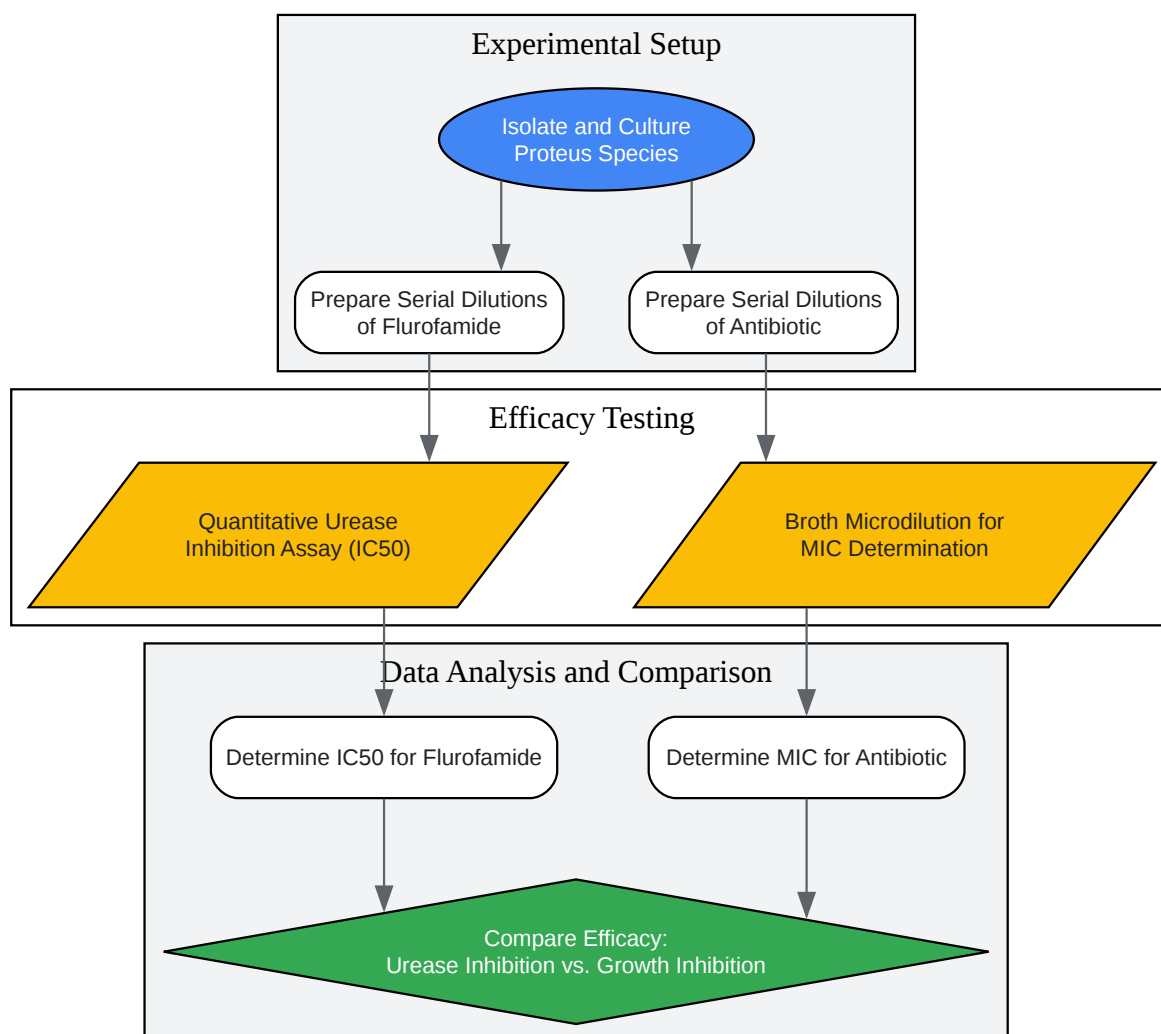 Experimental Setup
Isolate and Culture
Proteus Species
Prepare Serial Dilutions
of Flurofamide
Prepare Serial Dilutions
of Antibiotic
Efficacy Testing
Quantitative Urease
Inhibition Assay (IC50)
Broth Microdilution for
MIC Determination
Data Analysis and Comparison
Determine IC50 for Flurofamide
Determine MIC for Antibiotic
Compare Efficacy:
Urease Inhibition vs. Growth Inhibition